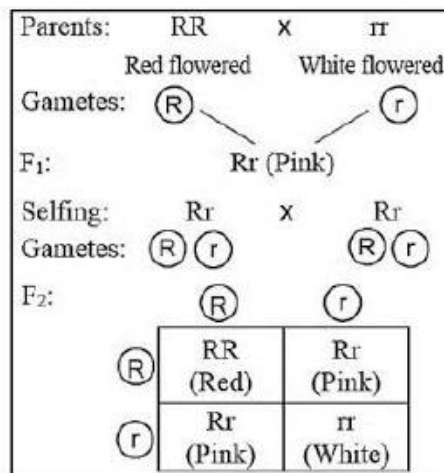 Parents: RR x rr
Red flowered White flowered
Gametes: R r
F₁: Rr (Pink)
Selfing: Rr x Rr
Gametes: R r R r
F₂: R r
R RR Rr
(Red) (Pink)
r Rr rr
(Pink) (White)